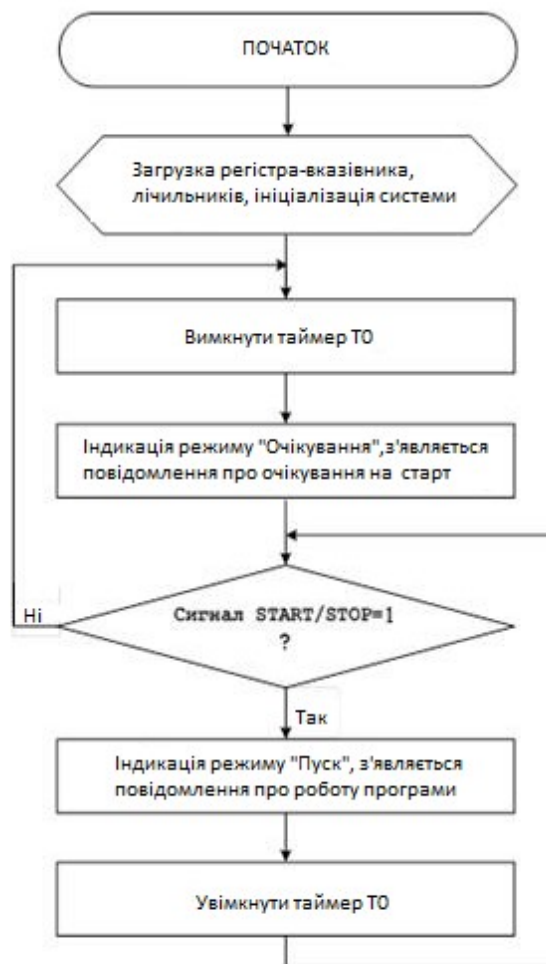 ПОЧАТОК
Загрузка регістра-вказівника,
лічильників, ініціалізація системи
Вимкнути таймер Т0
Індикація режиму "Очікування",з'являється
повідомлення про очікування на старт
Сигнал START/STOP=1
?
Ні
Так
Індикація режиму "Пуск", з'являється
повідомлення про роботу програми
Увімкнути таймер Т0